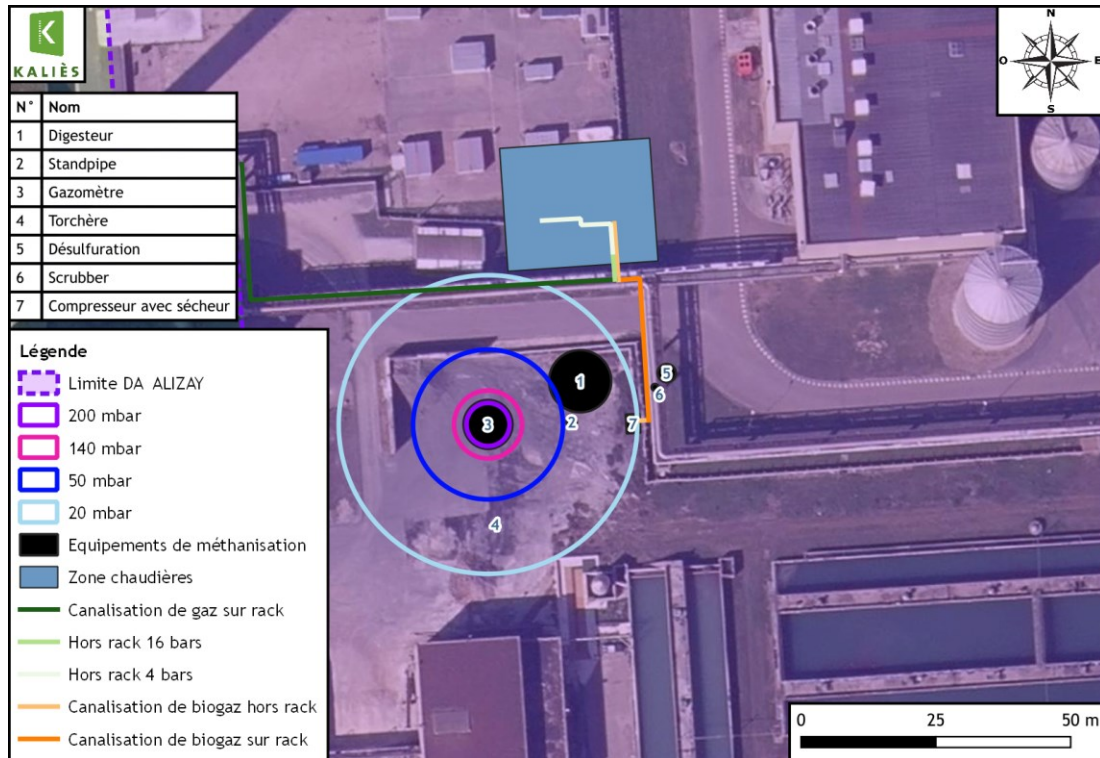 KALIÈS
N
O
E
S
N° Nom
1 Digesteur
2 Standpipe
3 Gazomètre
4 Torchère
5 Désulfuration
6 Scrubber
7 Compresseur avec sécheur
Légende
Limite DA ALIZAY
200 mbar
140 mbar
50 mbar
20 mbar
Equipements de méthanisation
Zone chaudières
Canalisation de gaz sur rack
Hors rack 16 bars
Hors rack 4 bars
Canalisation de biogaz hors rack
Canalisation de biogaz sur rack
1
5
6
3
2
7
4
0 25 50 m